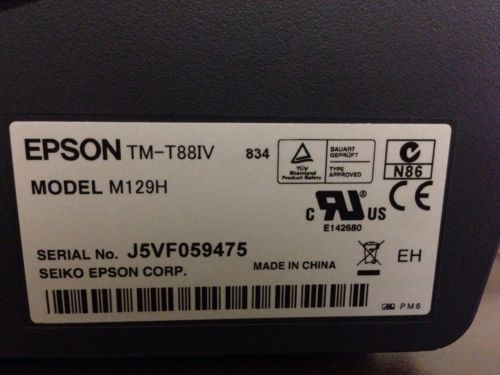 EPSON TM-T88IV 834
MODEL M129H
TÜV
Rheinland
Product Safety
BAUART
GEPRÜFT
TYPE
APPROVED
N86
C UR US
E142680
SERIAL No. J5VF059475
SEIKO EPSON CORP.
MADE IN CHINA
EH
PM6